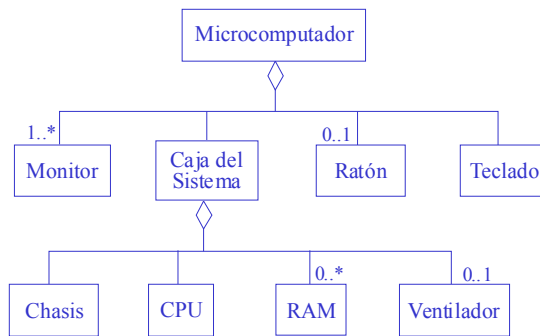 Microcomputador
1..*
0..1
Monitor
Caja del
Sistema
Ratón
Teclado
0..*
0..1
Chasis
CPU
RAM
Ventilador